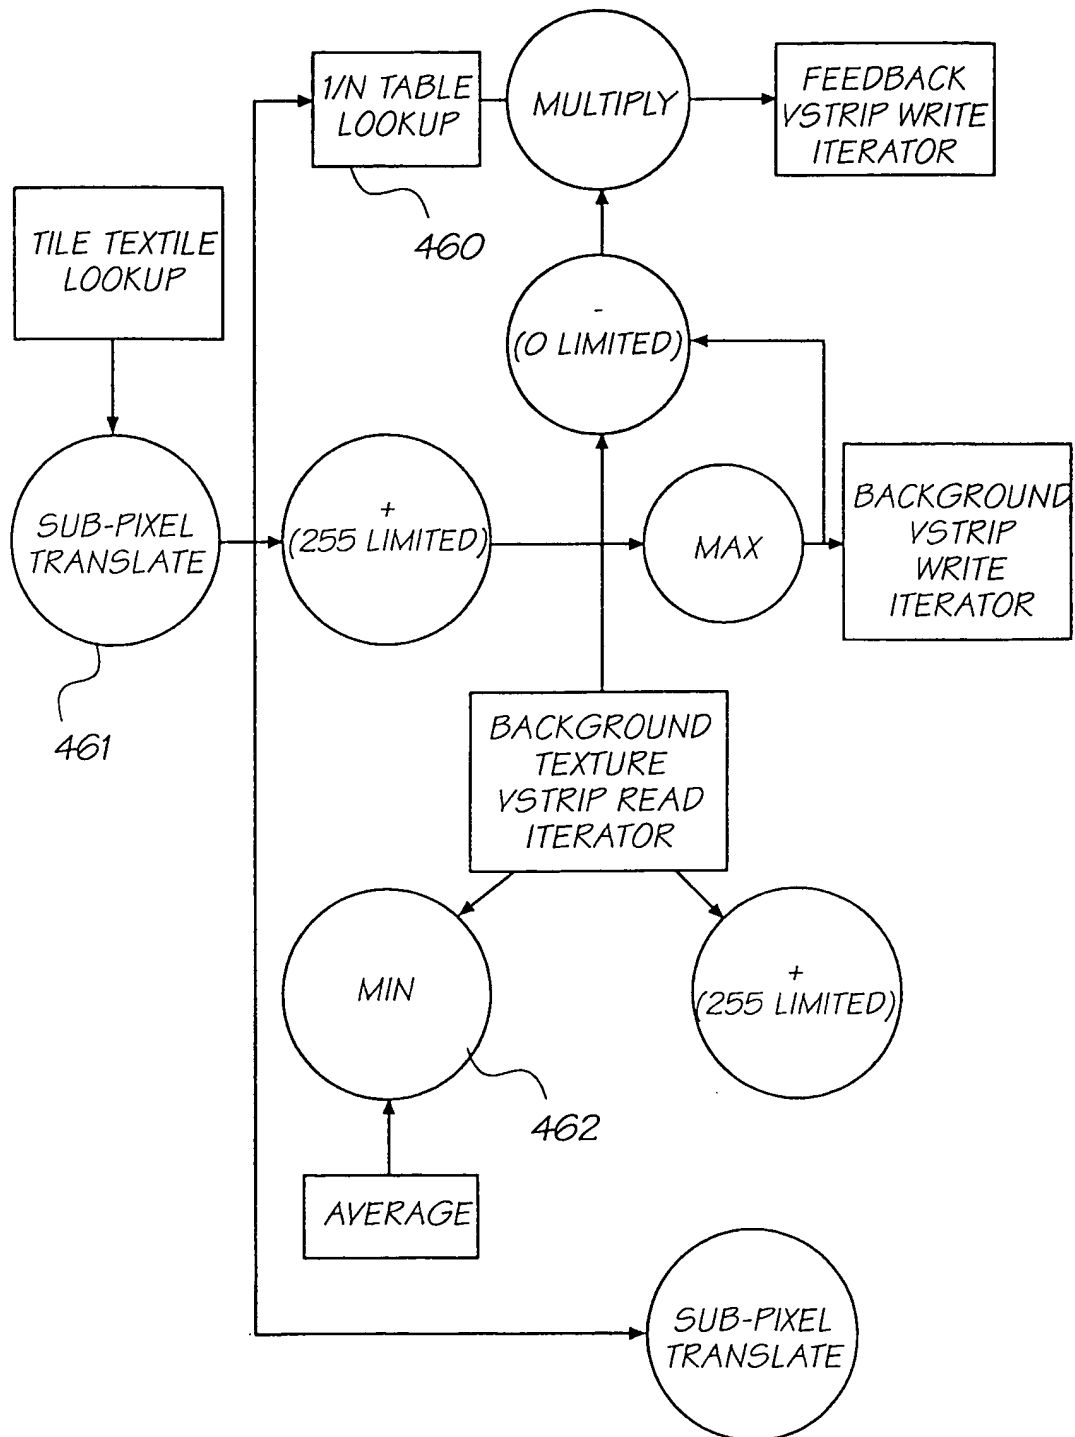 1/N TABLE
LOOKUP
MULTIPLY
FEEDBACK
VSTRIP WRITE
ITERATOR
460
TILE TEXTILE
LOOKUP
-
(0 LIMITED)
SUB-PIXEL
TRANSLATE
+
(255 LIMITED)
MAX
BACKGROUND
VSTRIP
WRITE
ITERATOR
461
BACKGROUND
TEXTURE
VSTRIP READ
ITERATOR
MIN
+
(255 LIMITED)
462
AVERAGE
SUB-PIXEL
TRANSLATE